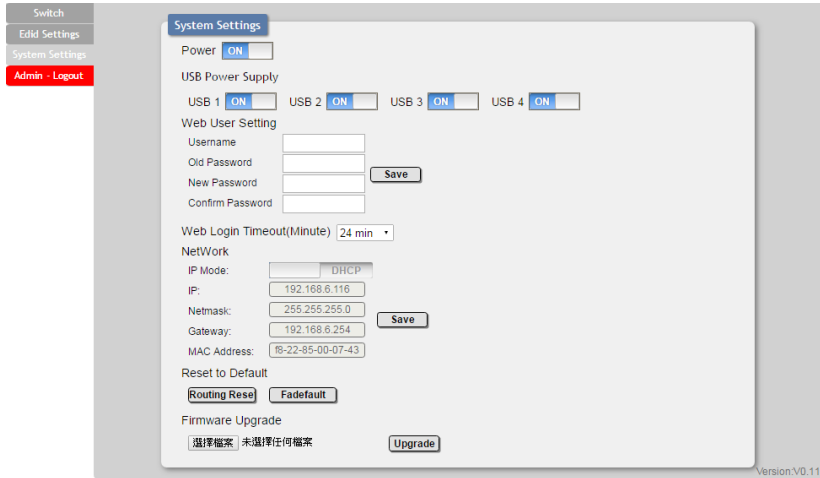 Switch
Edid Settings
System Settings
Admin - Logout
System Settings
Power ON
USB Power Supply
USB 1 ON USB 2 ON USB 3 ON USB 4 ON
Web User Setting
Username
Old Password
New Password
Save
Confirm Password
Web Login Timeout(Minute) 24 min
NetWork
IP Mode: DHCP
IP: 192.168.6.116
Netmask: 255.255.255.0
Save
Gateway: 192.168.6.254
MAC Address: f8-22-85-00-07-43
Reset to Default
Routing Rese Fadefault
Firmware Upgrade
選擇檔案 未選擇任何檔案 Upgrade
Version:V0.11